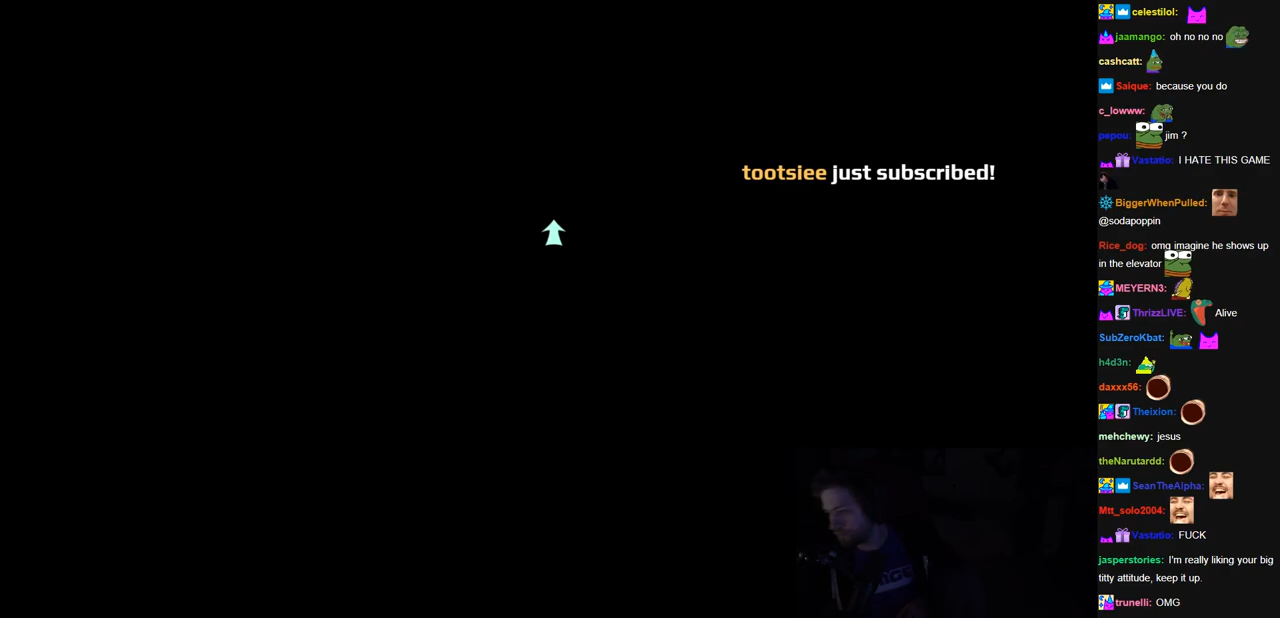 tootsiee just subscribed!
celestilol:
jaamango: oh no no no
cashcatt:
Saique: because you do
c_lowww:
pepou: jim ?
Vastatio: I HATE THIS GAME
BiggerWhenPulled:
@sodapoppin
Rice_dog: omg imagine he shows up
in the elevator
MEYERN3:
ThrizzLIVE: Alive
SubZeroKbat:
h4d3n:
daxxx56:
Theixion:
mehchewy: jesus
theNarutardd:
SeanTheAlpha:
Mtt_solo2004:
Vastatio: FUCK
jasperstories: I'm really liking your big
titty attitude, keep it up.
trunelli: OMG